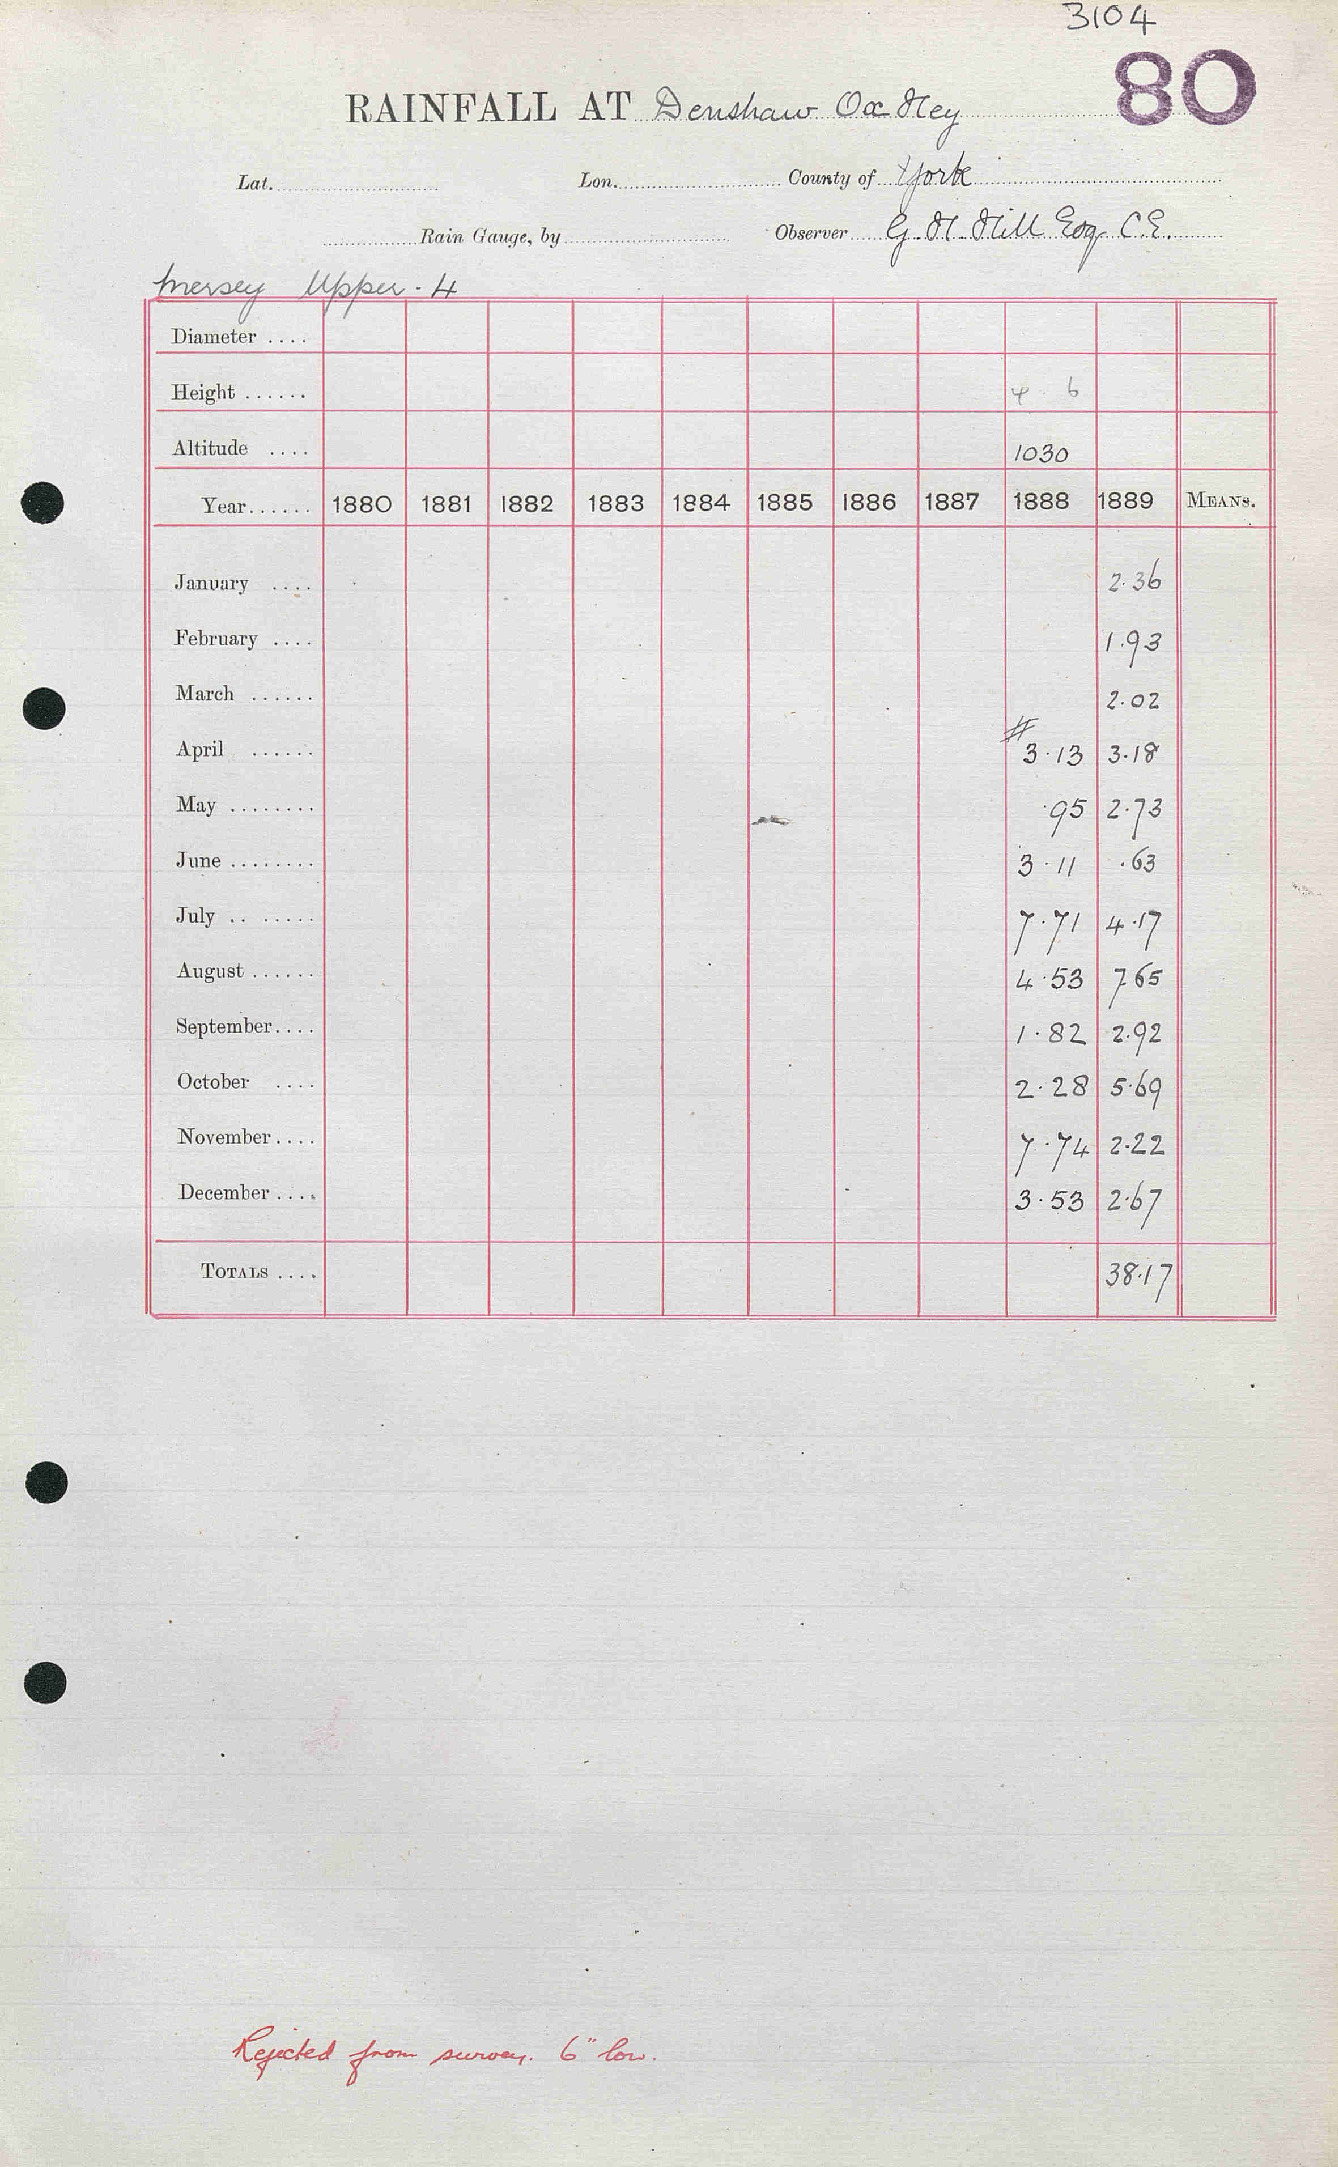 3104
80
RAINFALL AT Denshaw Ox Hey
Lat. Lon. County of York
Rain Gauge, by Observer G. H. Hill Esq C.E.
Mersey Upper. 4
Diameter ....
Height ...... 4 6
Altitude .... 1030
Year...... 1880 1881 1882 1883 1884 1885 1886 1887 1888 1889 MEANS.
January .... 2.36
February .... 1.93
March ...... 2.02
April ...... # 3.13 3.18
May ........ .95 2.73
June ........ 3.11 .63
July .. ...... 7.71 4.17
August ...... 4.53 7.65
September.... 1.82 2.92
October .... 2.28 5.69
November.... 7.74 2.22
December .... 3.53 2.67
TOTALS .... 38.17
Rejected from survey. 6" low.